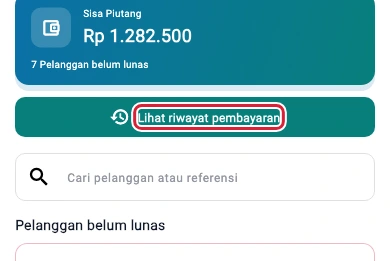 Sisa Piutang
Rp 1.282.500
7 Pelanggan belum lunas
Lihat riwayat pembayaran
Cari pelanggan atau referensi
Pelanggan belum lunas